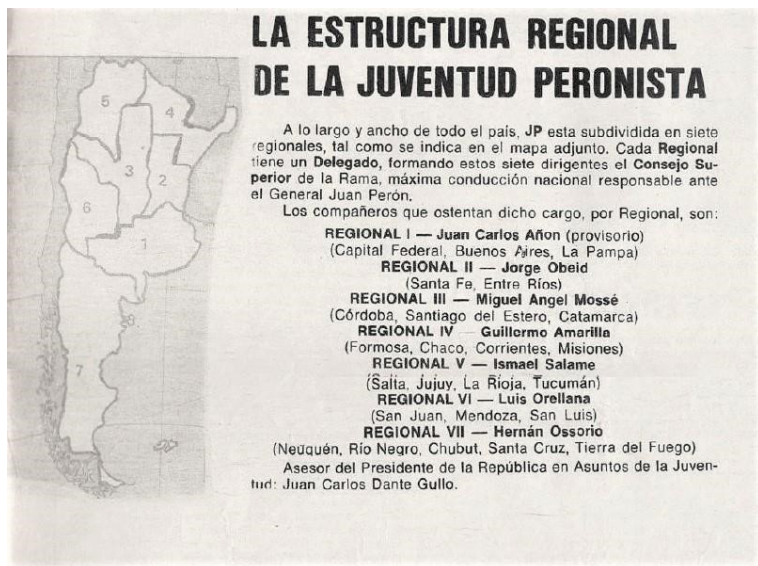 LA ESTRUCTURA REGIONAL
DE LA JUVENTUD PERONISTA
A lo largo y ancho de todo el país, JP esta subdividida en siete
regionales, tal como se indica en el mapa adjunto. Cada Regional
tiene un Delegado, formando estos siete dirigentes el Consejo Su-
perior de la Rama, máxima conducción nacional responsable ante
el General Juan Perón.
Los compañeros que ostentan dicho cargo, por Regional, son:
REGIONAL I — Juan Carlos Añon (provisorio)
(Capital Federal, Buenos Aires, La Pampa)
REGIONAL II — Jorge Obeid
(Santa Fe, Entre Ríos)
REGIONAL III — Miguel Angel Mossé
(Córdoba, Santiago del Estero, Catamarca)
REGIONAL IV — Guillermo Amarilla
(Formosa, Chaco, Corrientes, Misiones)
REGIONAL V — Ismael Salame
(Salta, Jujuy, La Rioja, Tucumán)
REGIONAL VI — Luis Orellana
(San Juan, Mendoza, San Luis)
REGIONAL VII — Hernán Ossorio
(Neuquén, Río Negro, Chubut, Santa Cruz, Tierra del Fuego)
Asesor del Presidente de la República en Asuntos de la Juven-
tud: Juan Carlos Dante Gullo.
5
4
3
2
6
1
7